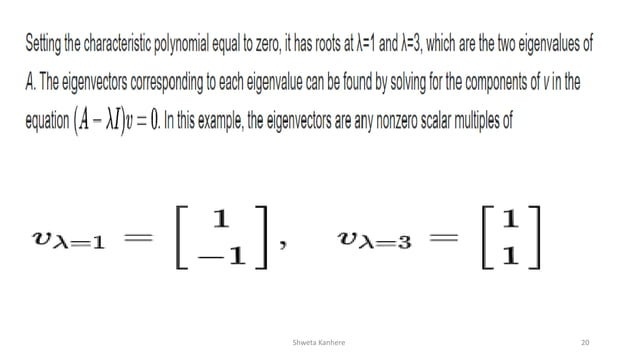 Setting the characteristic polynomial equal to zero, it has roots at λ=1 and λ=3, which are the two eigenvalues of
A. The eigenvectors corresponding to each eigenvalue can be found by solving for the components of v in the
equation (A − λI)v = 0. In this example, the eigenvectors are any nonzero scalar multiples of
v_{λ=1} = [1 −1], v_{λ=3} = [1 1]
Shweta Kanhere 20